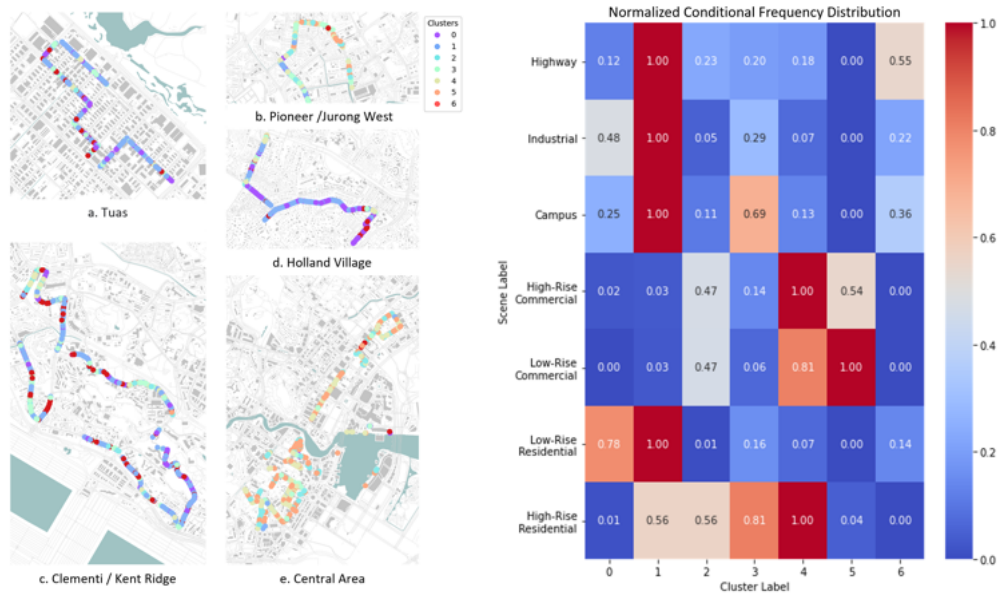 Clusters
0
1
2
3
4
5
6
a. Tuas
b. Pioneer /Jurong West
d. Holland Village
c. Clementi / Kent Ridge
e. Central Area
Normalized Conditional Frequency Distribution
Scene Label
Highway 0.12 1.00 0.23 0.20 0.18 0.00 0.55
Industrial 0.48 1.00 0.05 0.29 0.07 0.00 0.22
Campus 0.25 1.00 0.11 0.69 0.13 0.00 0.36
High-Rise
Commercial 0.02 0.03 0.47 0.14 1.00 0.54 0.00
Low-Rise
Commercial 0.00 0.03 0.47 0.06 0.81 1.00 0.00
Low-Rise
Residential 0.78 1.00 0.01 0.16 0.07 0.00 0.14
High-Rise
Residential 0.01 0.56 0.56 0.81 1.00 0.04 0.00
0 1 2 3 4 5 6
Cluster Label
1.0
0.8
0.6
0.4
0.2
0.0